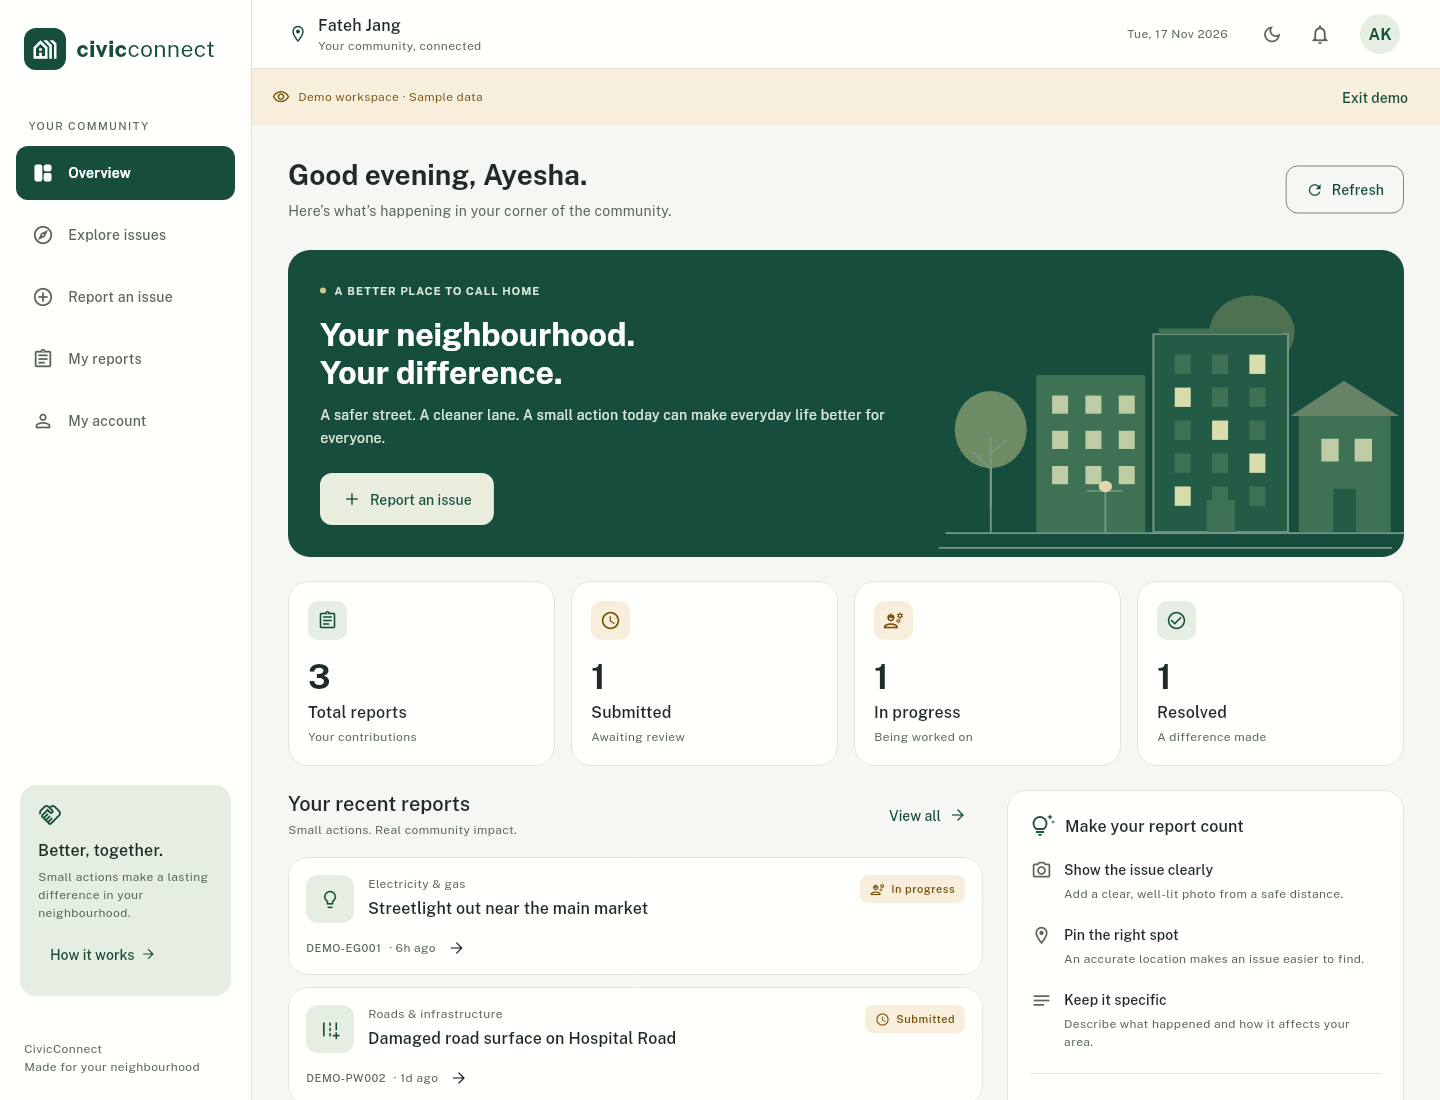 civicconnect
YOUR COMMUNITY
Overview
Explore issues
Report an issue
My reports
My account
Better, together.
Small actions make a lasting
difference in your
neighbourhood.
How it works
CivicConnect
Made for your neighbourhood
Fateh Jang
Your community, connected
Tue, 17 Nov 2026
AK
Demo workspace · Sample data
Exit demo
Good evening, Ayesha.
Here's what's happening in your corner of the community.
Refresh
A BETTER PLACE TO CALL HOME
Your neighbourhood.
Your difference.
A safer street. A cleaner lane. A small action today can make everyday life better for
everyone.
Report an issue
3
Total reports
Your contributions
1
Submitted
Awaiting review
1
In progress
Being worked on
1
Resolved
A difference made
Your recent reports
Small actions. Real community impact.
View all
Electricity & gas
Streetlight out near the main market
In progress
DEMO-EG001 · 6h ago
Roads & infrastructure
Damaged road surface on Hospital Road
Submitted
DEMO-PW002 · 1d ago
Make your report count
Show the issue clearly
Add a clear, well-lit photo from a safe distance.
Pin the right spot
An accurate location makes an issue easier to find.
Keep it specific
Describe what happened and how it affects your
area.